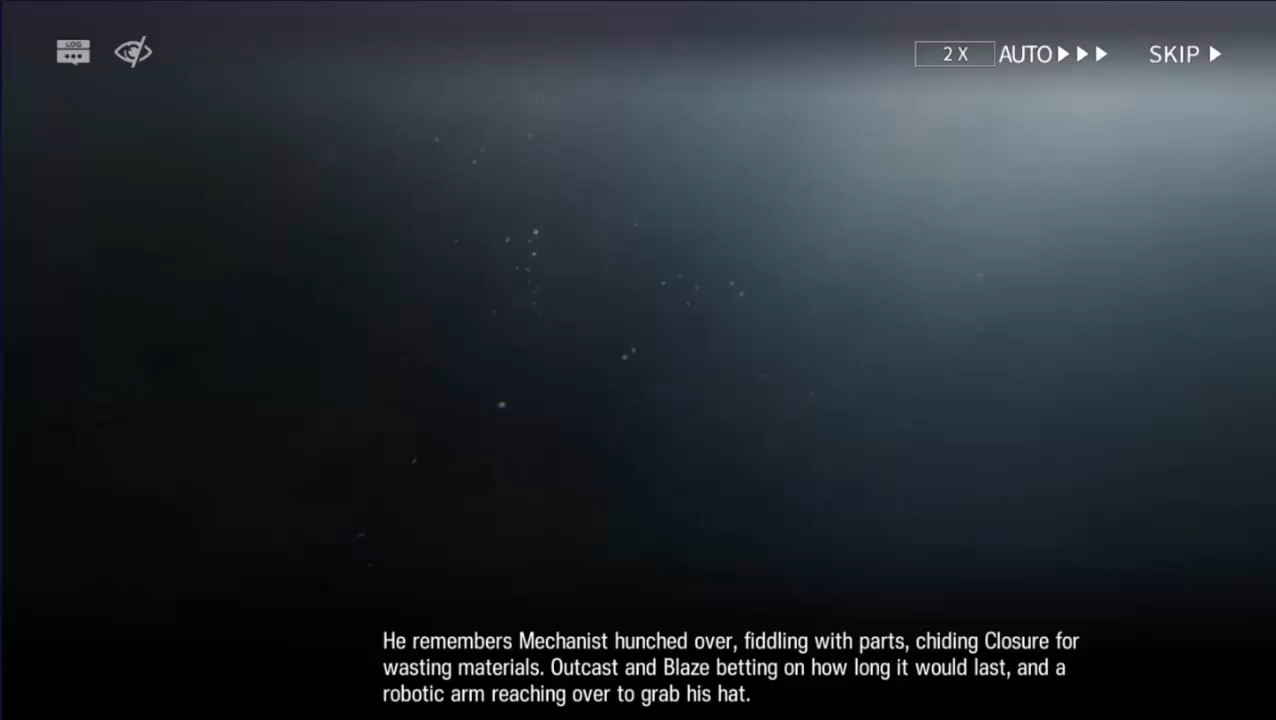 LOG
2 X AUTO SKIP
He remembers Mechanist hunched over, fiddling with parts, chiding Closure for
wasting materials. Outcast and Blaze betting on how long it would last, and a
robotic arm reaching over to grab his hat.